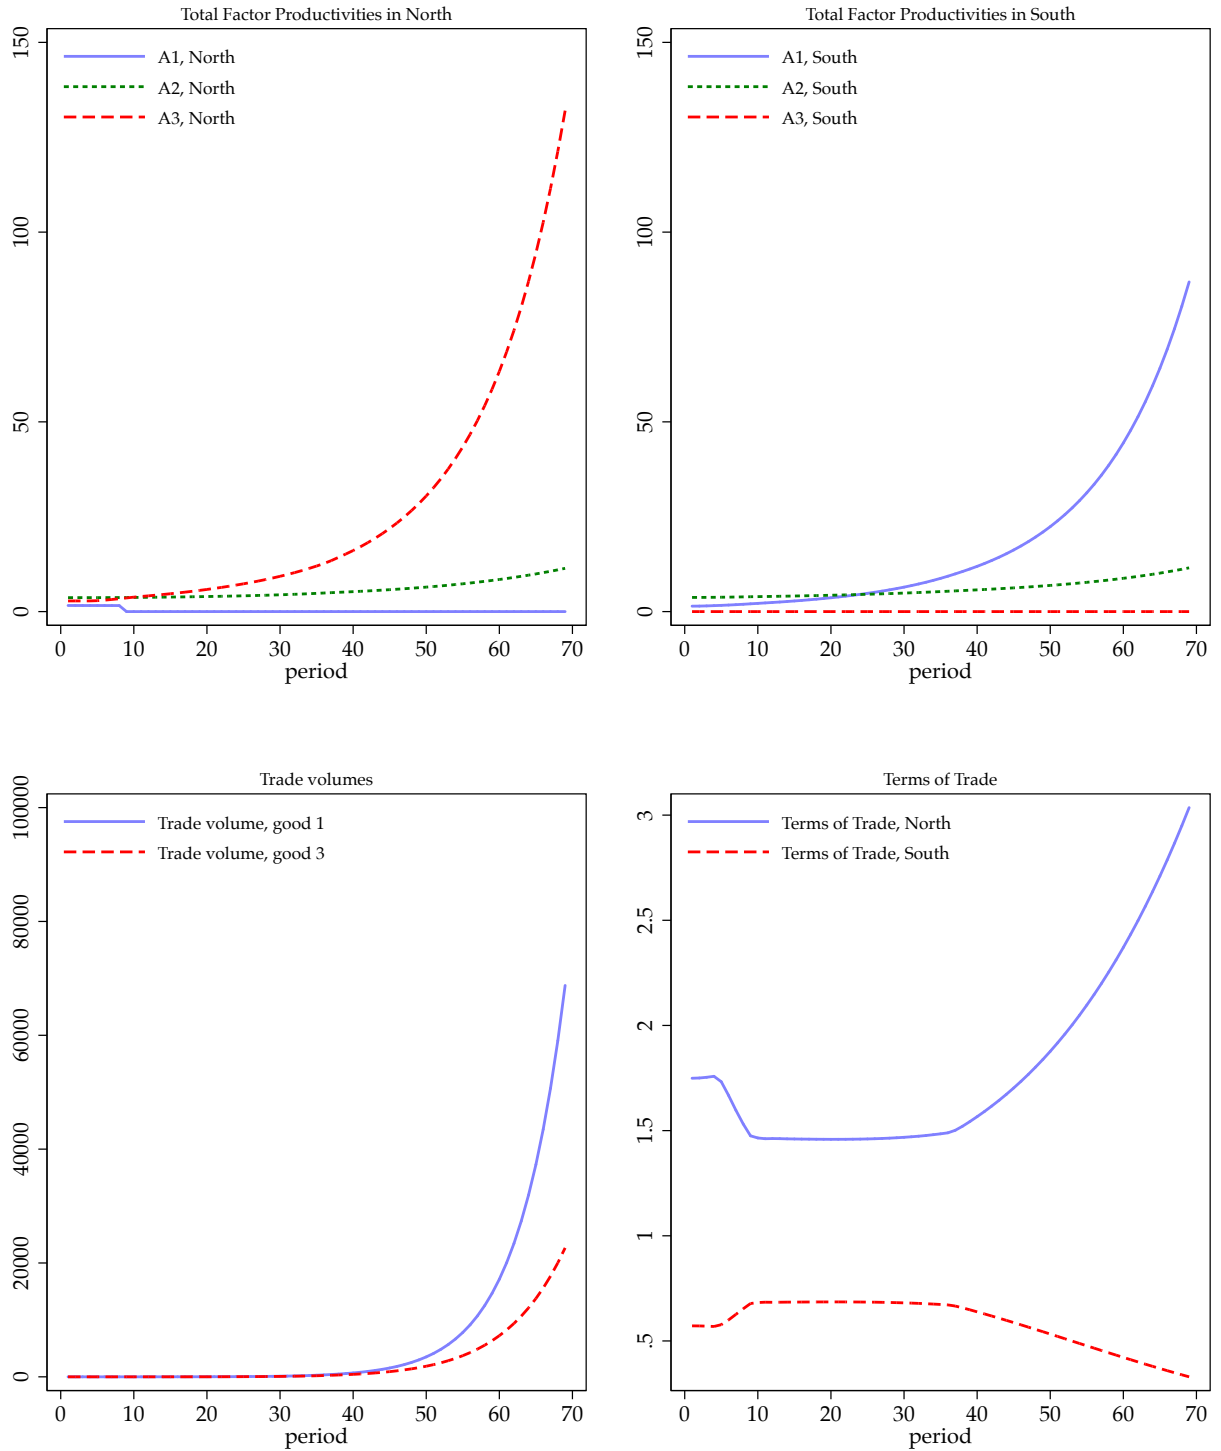 Total Factor Productivities in North
150
100
50
0
A1, North
A2, North
A3, North
0 10 20 30 40 50 60 70
period
Total Factor Productivities in South
150
100
50
0
A1, South
A2, South
A3, South
0 10 20 30 40 50 60 70
period
Trade volumes
100000
80000
60000
40000
20000
0
Trade volume, good 1
Trade volume, good 3
0 10 20 30 40 50 60 70
period
Terms of Trade
3
2.5
2
1.5
1
.5
Terms of Trade, North
Terms of Trade, South
0 10 20 30 40 50 60 70
period